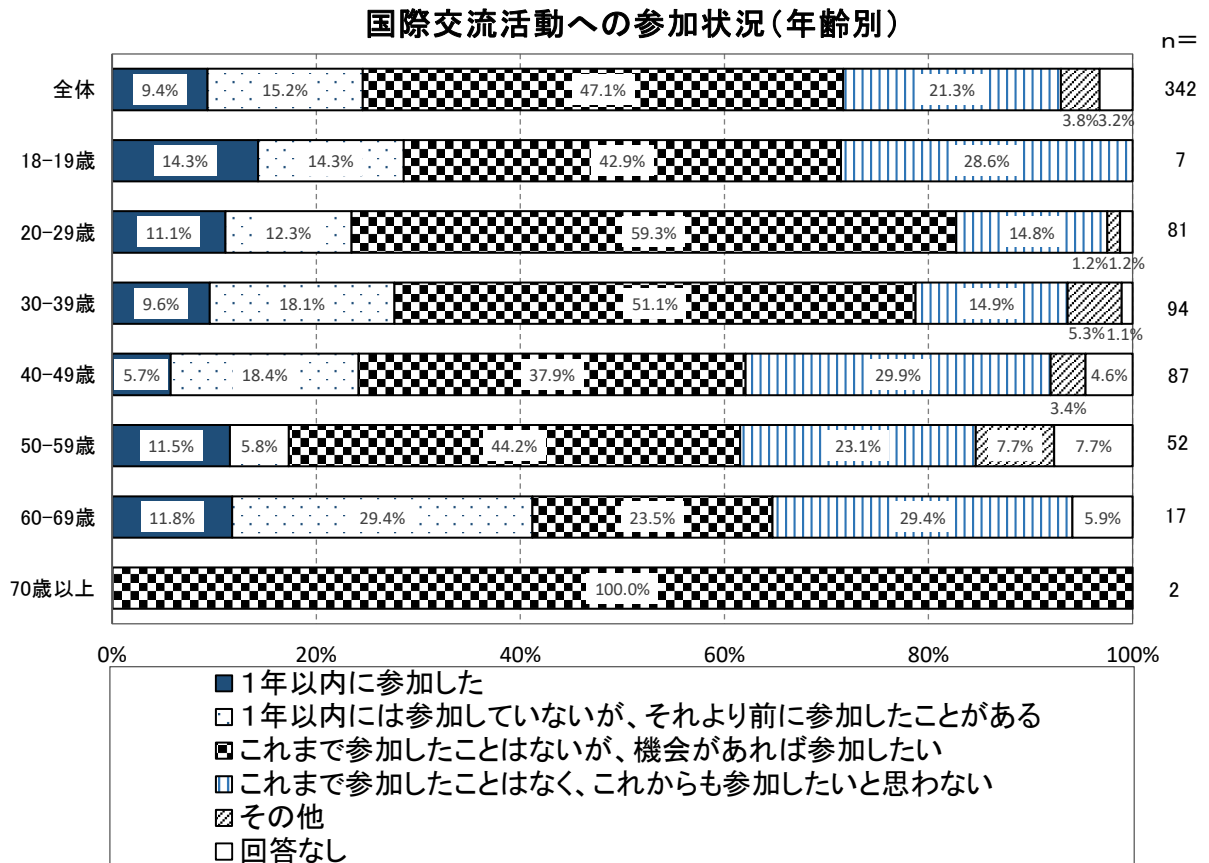 国際交流活動への参加状況(年齢別)
n=
全体 9.4% 15.2% 47.1% 21.3% 3.8% 3.2% 342
18-19歳 14.3% 14.3% 42.9% 28.6% 7
20-29歳 11.1% 12.3% 59.3% 14.8% 1.2% 1.2% 81
30-39歳 9.6% 18.1% 51.1% 14.9% 5.3% 1.1% 94
40-49歳 5.7% 18.4% 37.9% 29.9% 3.4% 4.6% 87
50-59歳 11.5% 5.8% 44.2% 23.1% 7.7% 7.7% 52
60-69歳 11.8% 29.4% 23.5% 29.4% 5.9% 17
70歳以上 100.0% 2
0% 20% 40% 60% 80% 100%
1年以内に参加した
1年以内には参加していないが、それより前に参加したことがある
これまで参加したことはないが、機会があれば参加したい
これまで参加したことはなく、これからも参加したいと思わない
その他
回答なし